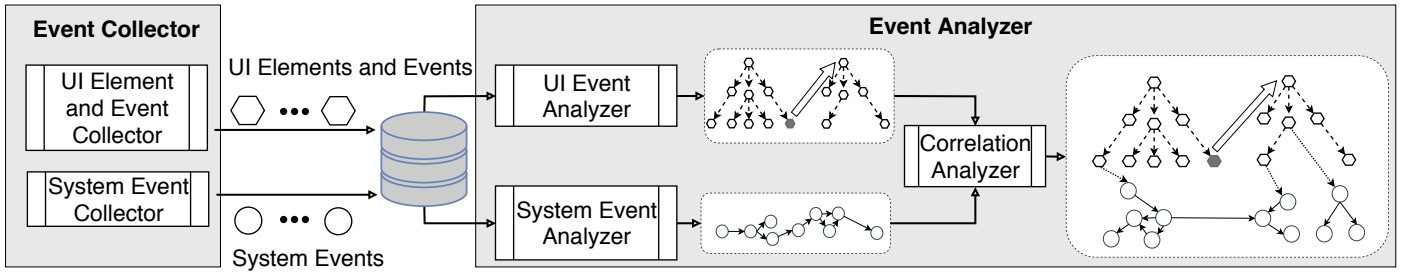 Event Collector
UI Element
and Event
Collector
System Event
Collector
UI Elements and Events
System Events
Event Analyzer
UI Event
Analyzer
System Event
Analyzer
Correlation
Analyzer